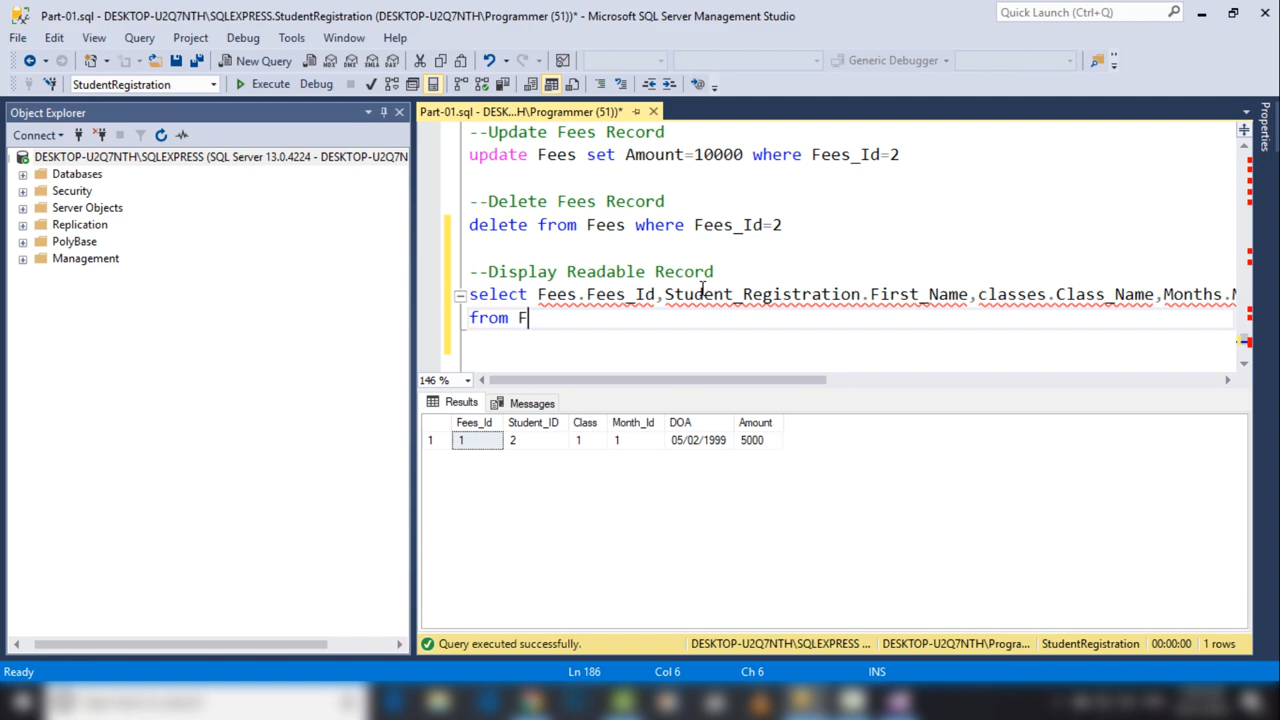 Part-01.sql - DESKTOP-U2Q7NTH\SQLEXPRESS.StudentRegistration (DESKTOP-U2Q7NTH\Programmer (51))* - Microsoft SQL Server Management Studio
Quick Launch (Ctrl+Q)
File Edit View Query Project Debug Tools Window Help
New Query
Generic Debugger
StudentRegistration
Execute Debug
Object Explorer
Part-01.sql - DESK...H\Programmer (51))*
Properties
Connect
DESKTOP-U2Q7NTH\SQLEXPRESS (SQL Server 13.0.4224 - DESKTOP-U2Q7N
Databases
Security
Server Objects
Replication
PolyBase
Management
--Update Fees Record
update Fees set Amount=10000 where Fees_Id=2
--Delete Fees Record
delete from Fees where Fees_Id=2
--Display Readable Record
select Fees.Fees_Id,Student_Registration.First_Name,classes.Class_Name,Months.
from F
146 %
Results Messages
Fees_Id Student_ID Class Month_Id DOA Amount
1 1 2 1 1 05/02/1999 5000
Query executed successfully. DESKTOP-U2Q7NTH\SQLEXPRESS ... DESKTOP-U2Q7NTH\Progra... StudentRegistration 00:00:00 1 rows
Ready Ln 186 Col 6 Ch 6 INS